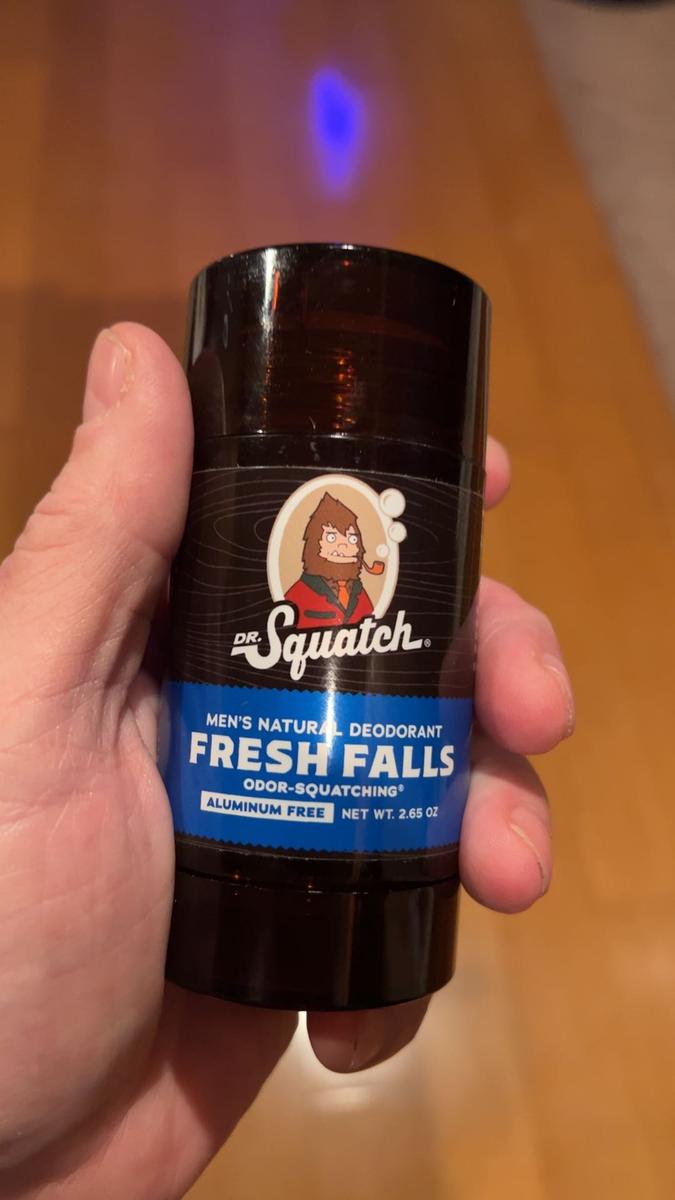 DR. Squatch®
MEN'S NATURAL DEODORANT
FRESH FALLS
ODOR-SQUATCHING®
ALUMINUM FREE NET WT. 2.65 OZ